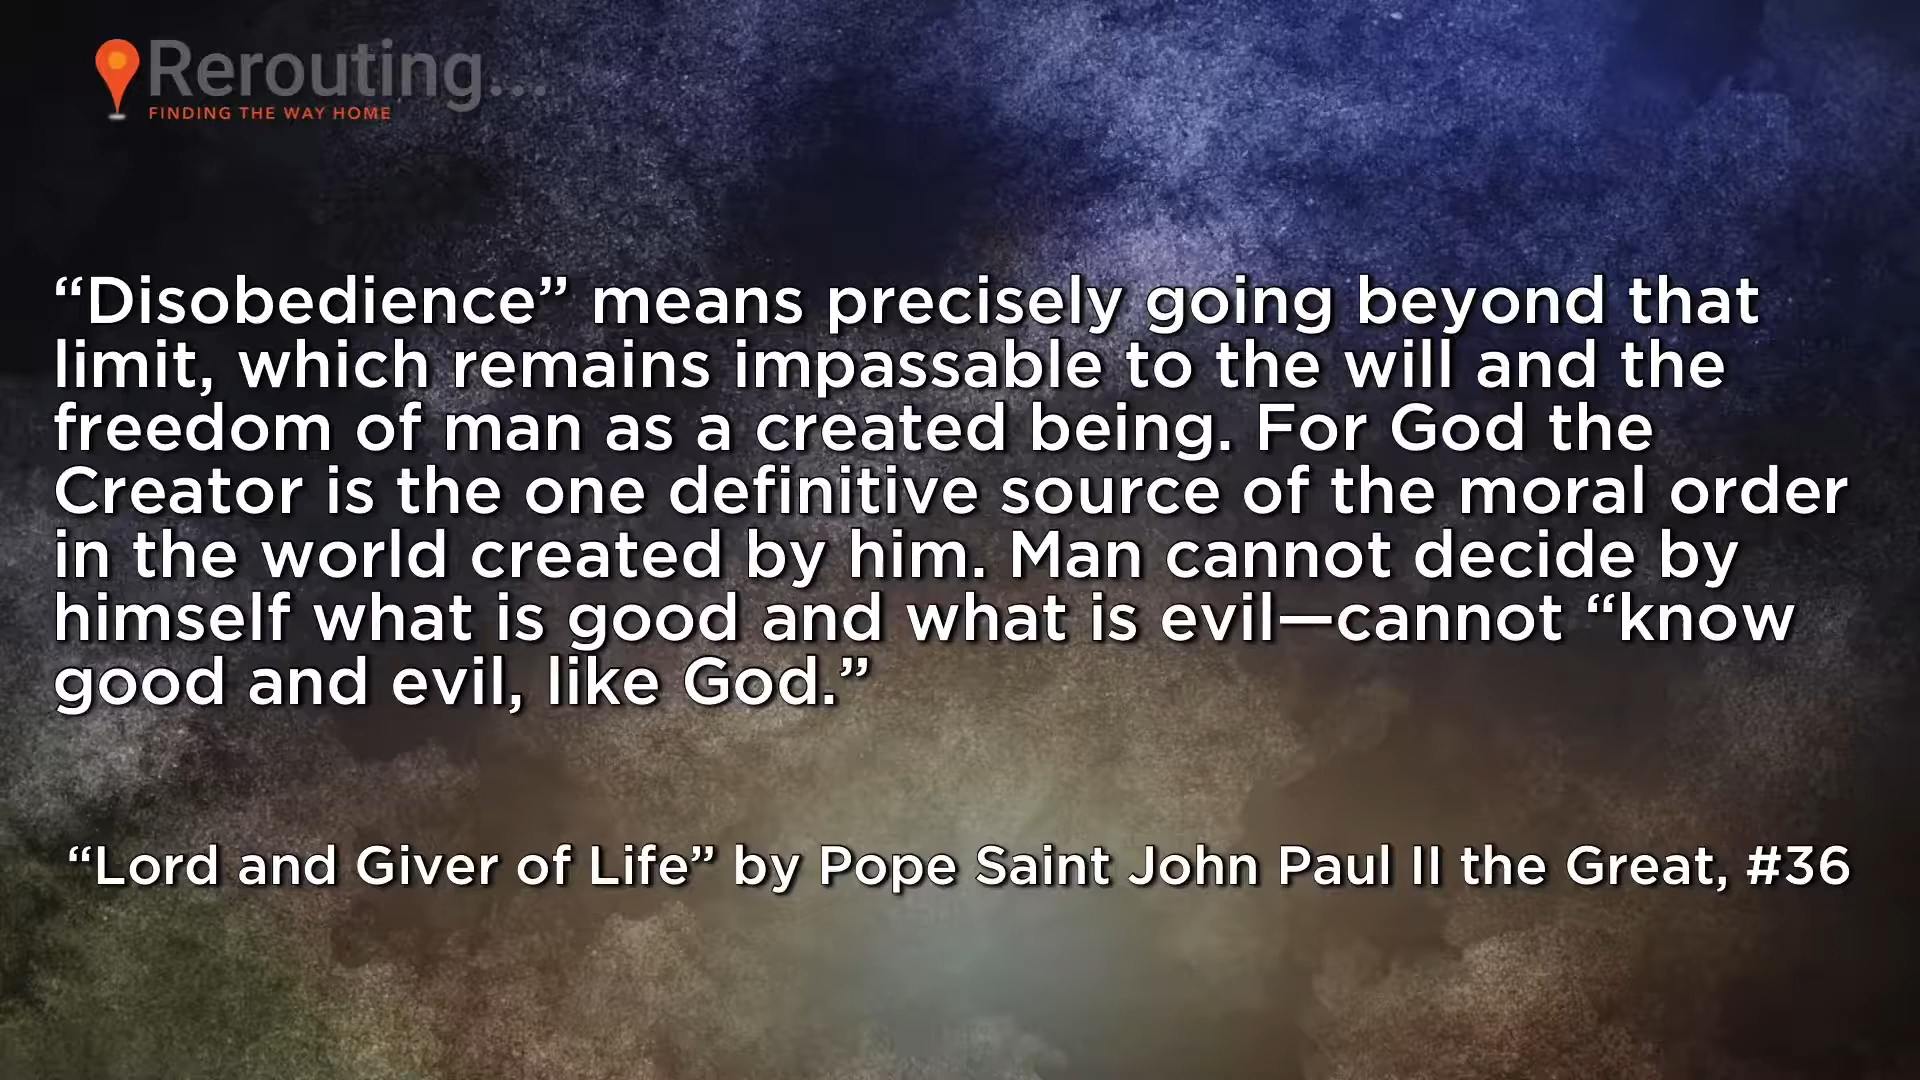 Rerouting...
FINDING THE WAY HOME
“Disobedience” means precisely going beyond that
limit, which remains impassable to the will and the
freedom of man as a created being. For God the
Creator is the one definitive source of the moral order
in the world created by him. Man cannot decide by
himself what is good and what is evil—cannot “know
good and evil, like God.”
“Lord and Giver of Life” by Pope Saint John Paul II the Great, #36